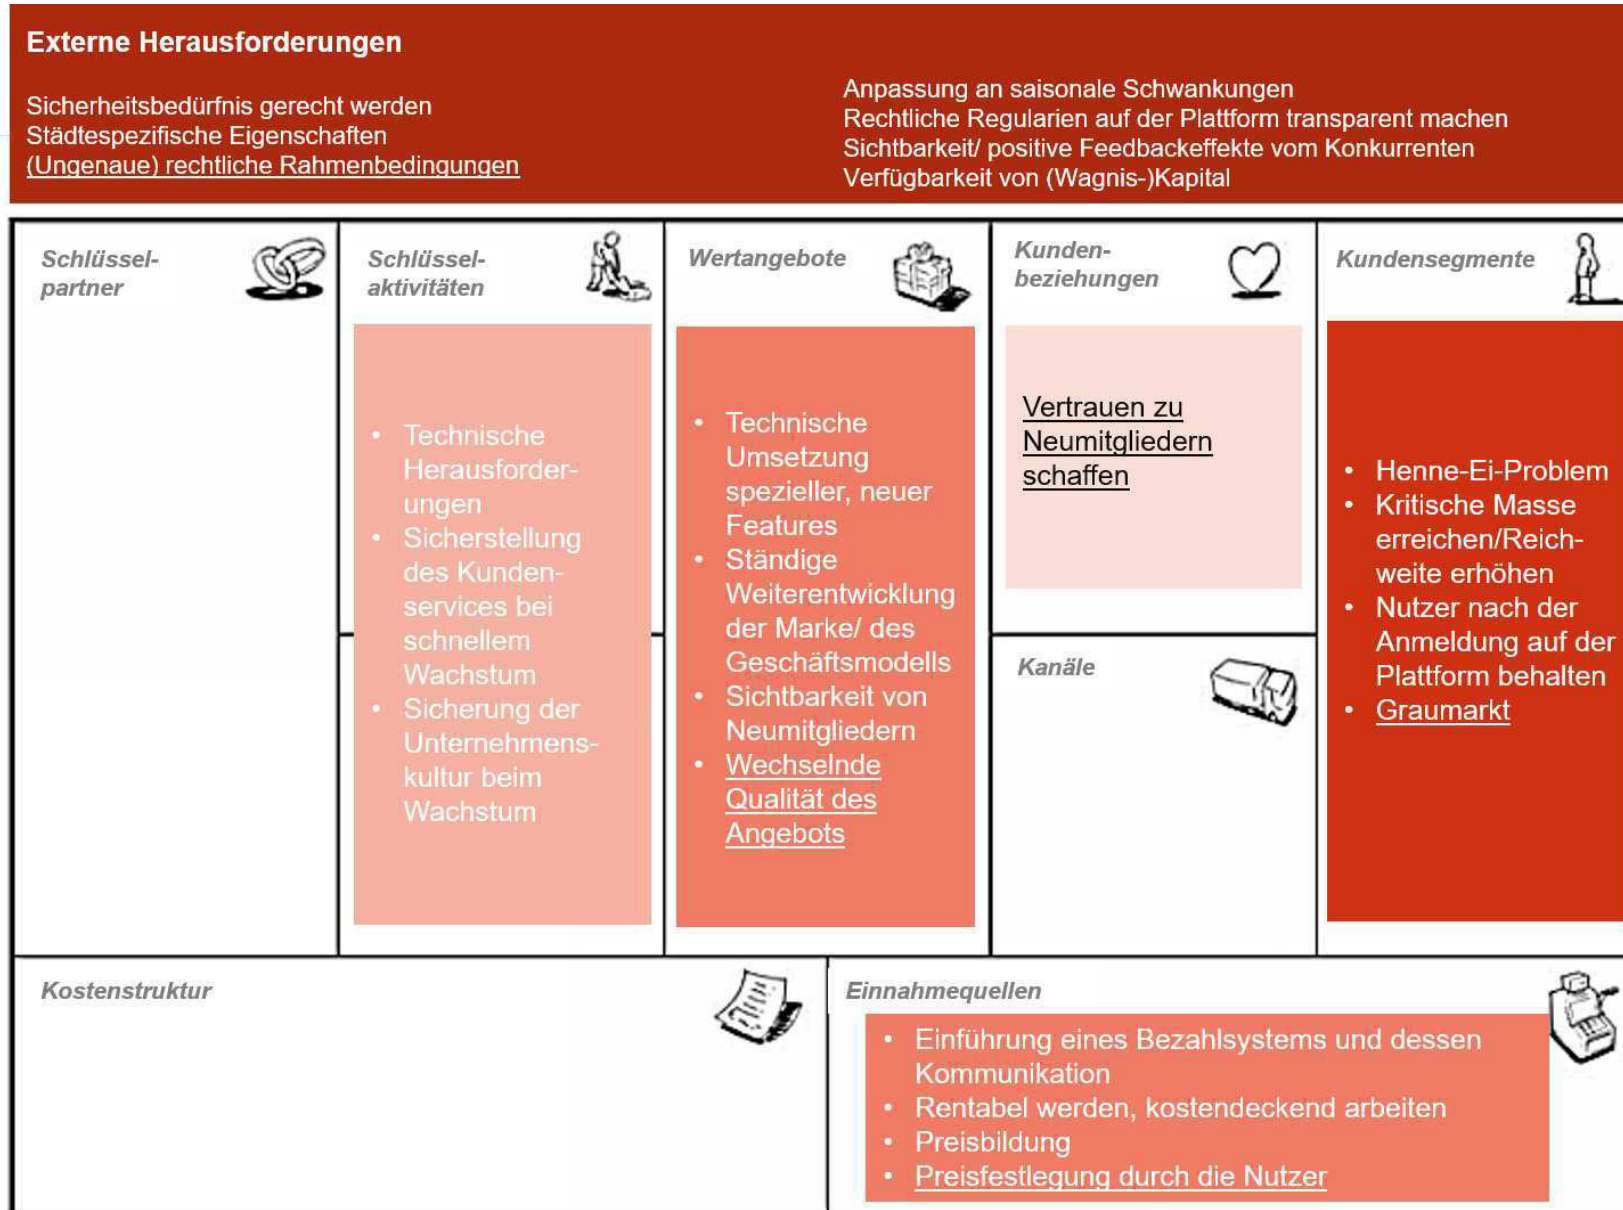 Externe Herausforderungen
Sicherheitsbedürfnis gerecht werden
Städtespezifische Eigenschaften
(Ungenaue) rechtliche Rahmenbedingungen
Anpassung an saisonale Schwankungen
Rechtliche Regularien auf der Plattform transparent machen
Sichtbarkeit/ positive Feedbackeffekte vom Konkurrenten
Verfügbarkeit von (Wagnis-)Kapital
Schlüssel-
partner
Schlüssel-
aktivitäten
• Technische
Herausforder-
ungen
• Sicherstellung
des Kunden-
services bei
schnellem
Wachstum
• Sicherung der
Unternehmens-
kultur beim
Wachstum
Wertangebote
• Technische
Umsetzung
spezieller, neuer
Features
• Ständige
Weiterentwicklung
der Marke/ des
Geschäftsmodells
• Sichtbarkeit von
Neumitgliedern
• Wechselnde
Qualität des
Angebots
Kunden-
beziehungen
Vertrauen zu
Neumitgliedern
schaffen
Kanäle
Kundensegmente
• Henne-Ei-Problem
• Kritische Masse
erreichen/Reich-
weite erhöhen
• Nutzer nach der
Anmeldung auf der
Plattform behalten
• Graumarkt
Kostenstruktur
Einnahmequellen
• Einführung eines Bezahlsystems und dessen
Kommunikation
• Rentabel werden, kostendeckend arbeiten
• Preisbildung
• Preisfestlegung durch die Nutzer